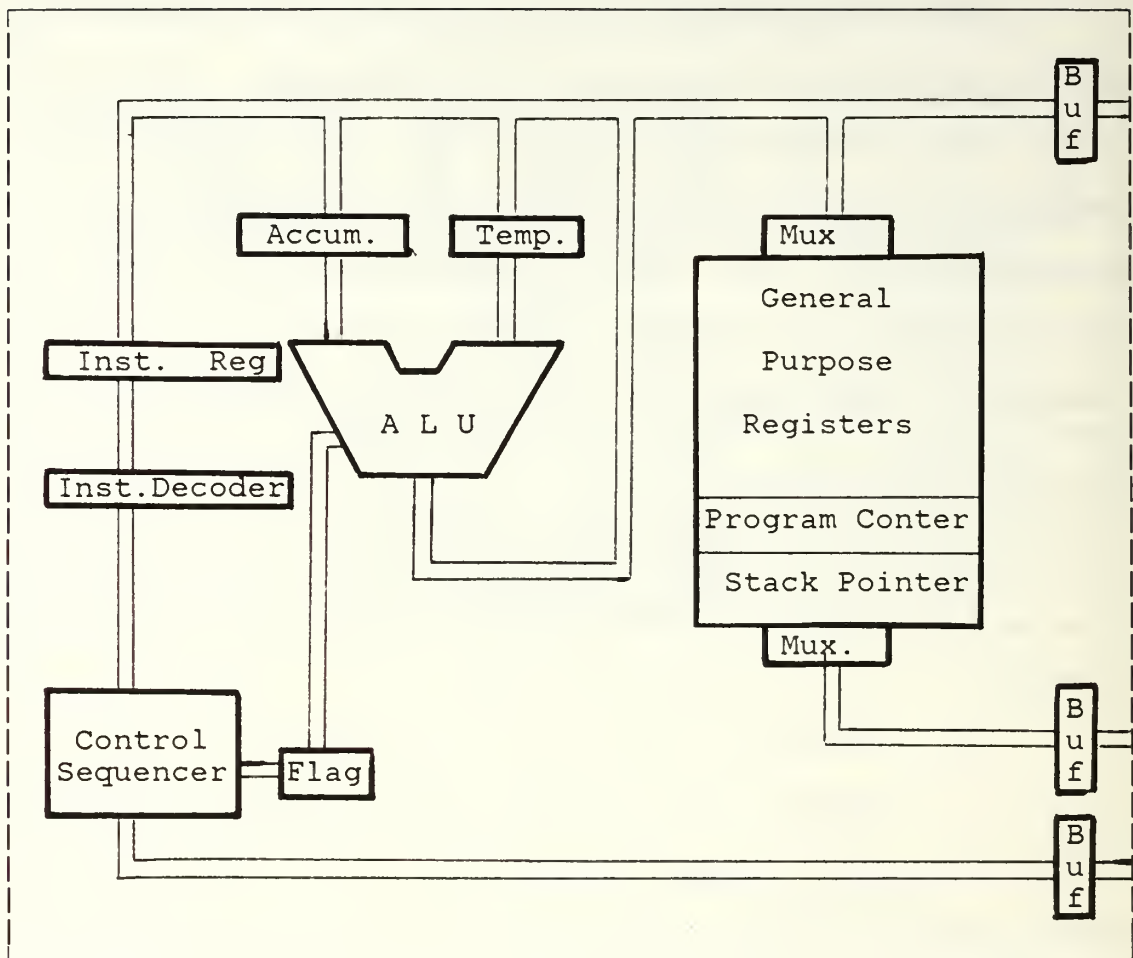 B
u
f
Accum.
Temp.
Mux
General
Purpose
Registers
Inst. Reg
A L U
Inst.Decoder
Program Conter
Stack Pointer
Mux.
Control
Sequencer
Flag
B
u
f
B
u
f